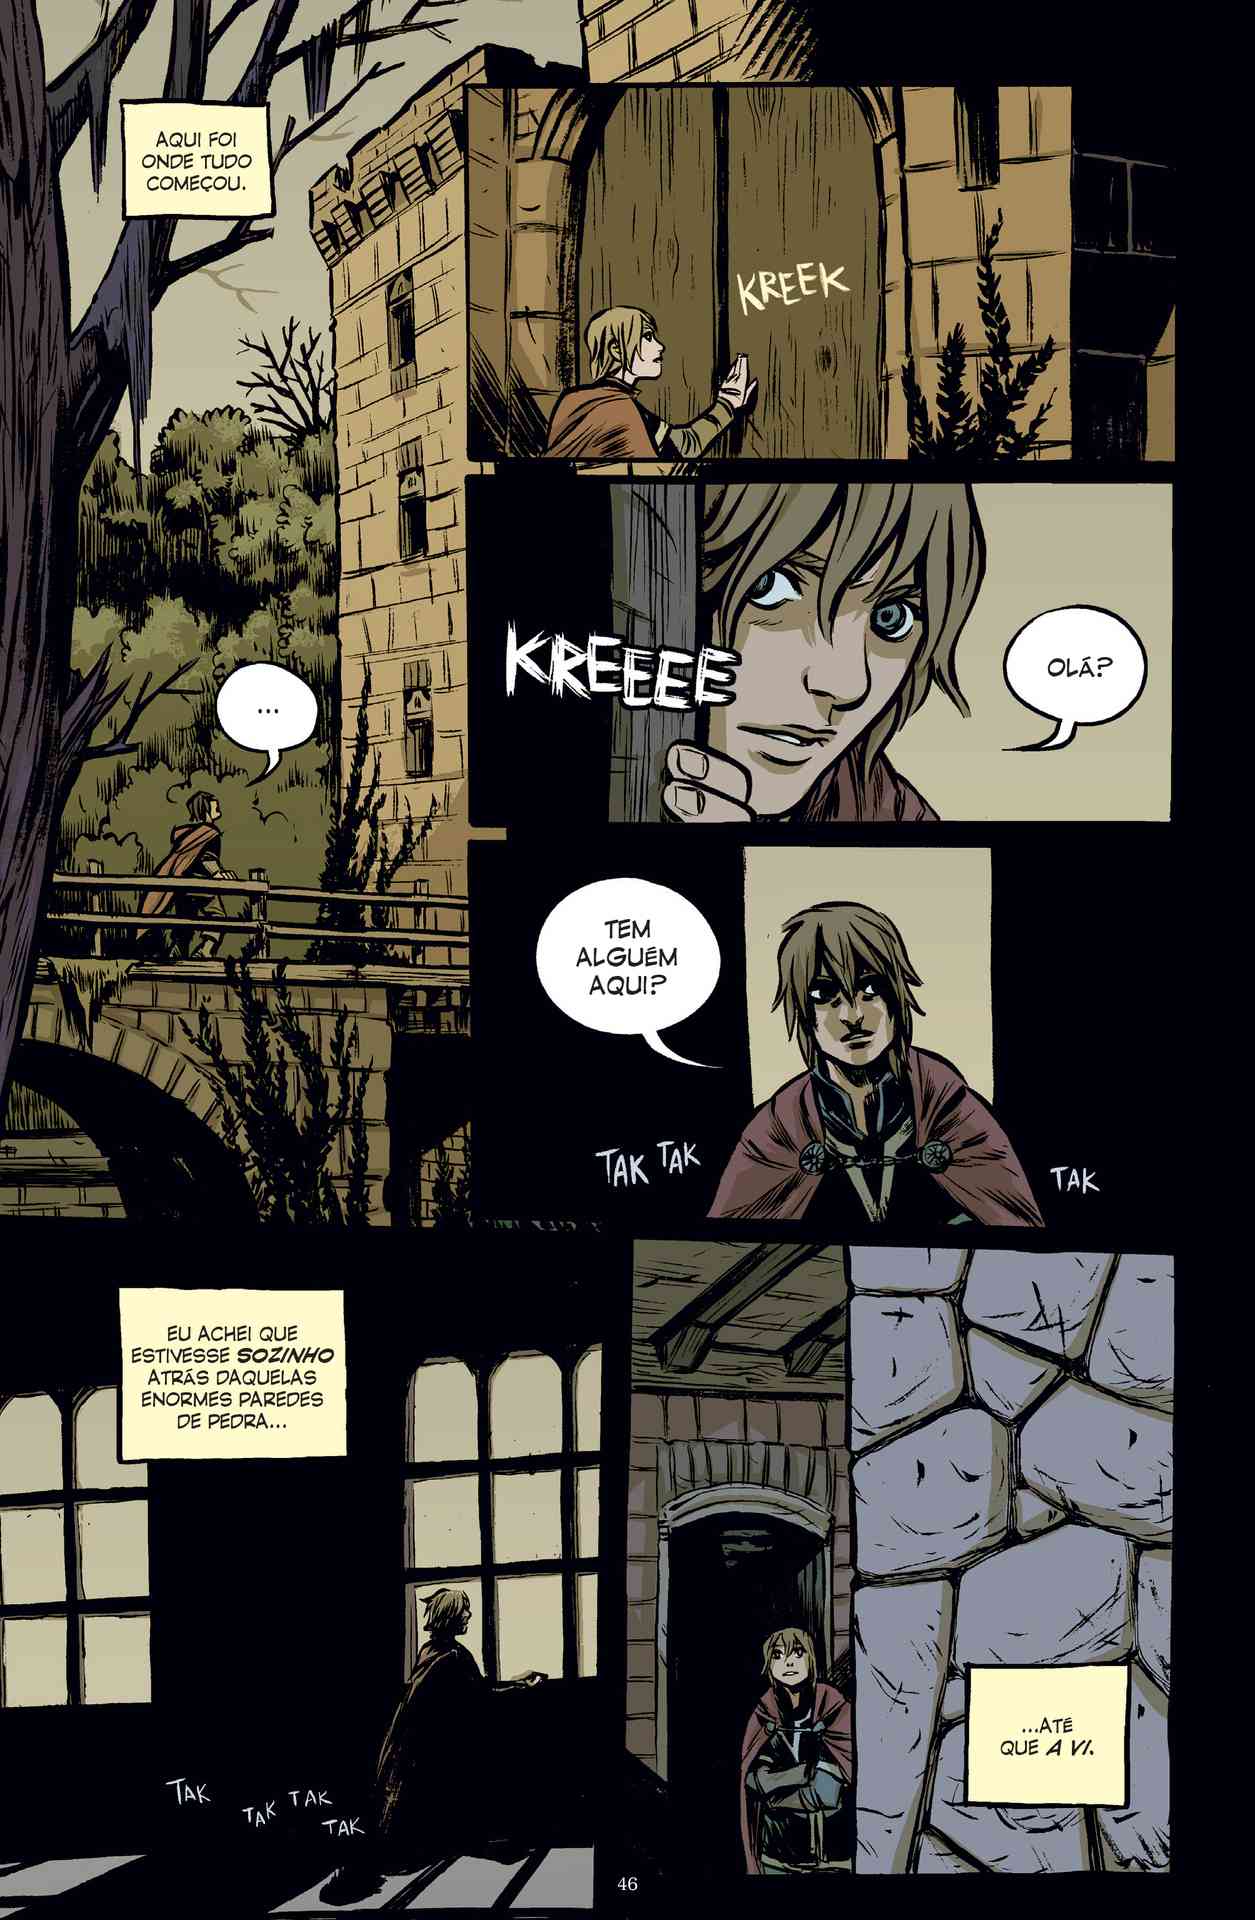 AQUI FOI
ONDE TUDO
COMEÇOU.
...
KREEK
KREEEE
OLÁ?
TEM
ALGUÉM
AQUI?
TAK TAK
TAK
EU ACHEI QUE
ESTIVESSE SOZINHO
ATRÁS DAQUELAS
ENORMES PAREDES
DE PEDRA...
TAK
TAK TAK
TAK
...ATÉ
QUE A VI.
46